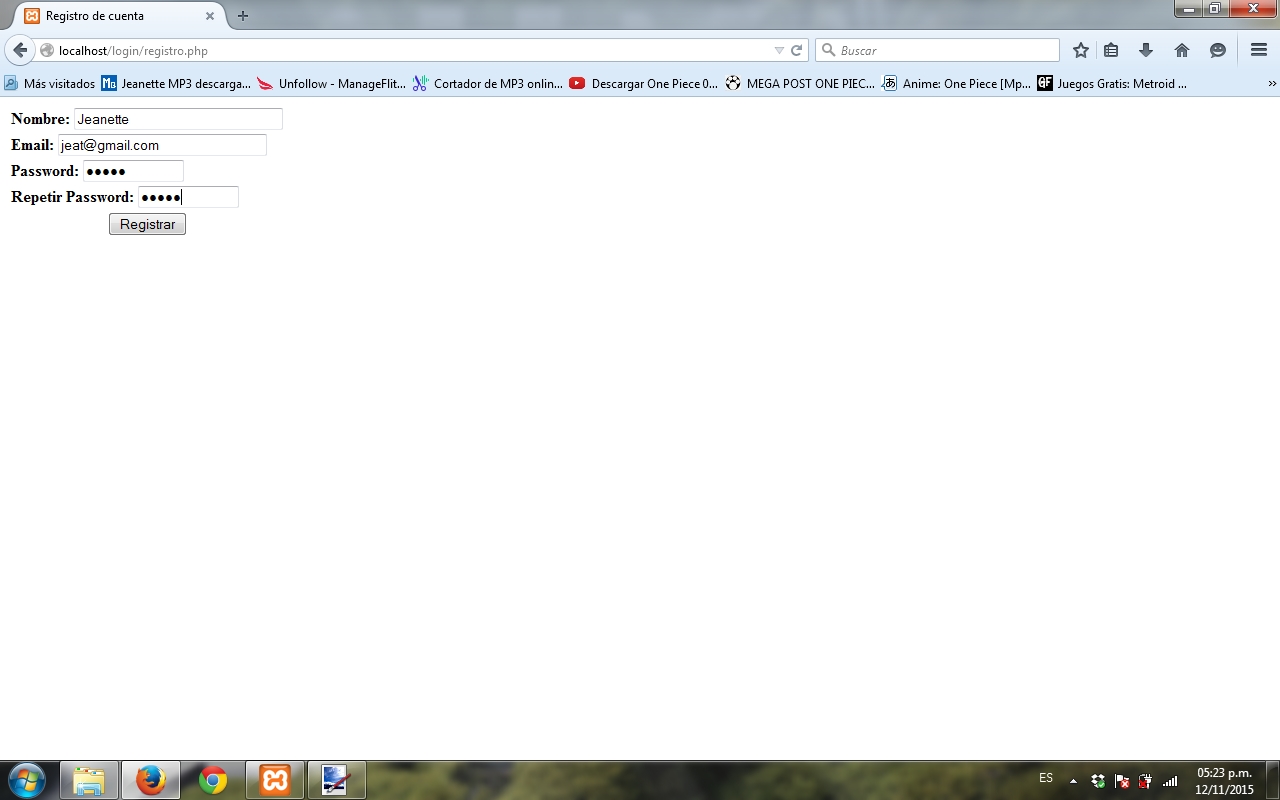 Registro de cuenta
localhost/login/registro.php
Buscar
Más visitados
Jeanette MP3 descarga...
Unfollow - ManageFlit...
Cortador de MP3 onlin...
Descargar One Piece 0...
MEGA POST ONE PIEC...
Anime: One Piece [Mp...
Juegos Gratis: Metroid ...
Nombre: Jeanette
Email: jeat@gmail.com
Password: •••••
Repetir Password: •••••
Registrar
ES
05:23 p.m.
12/11/2015